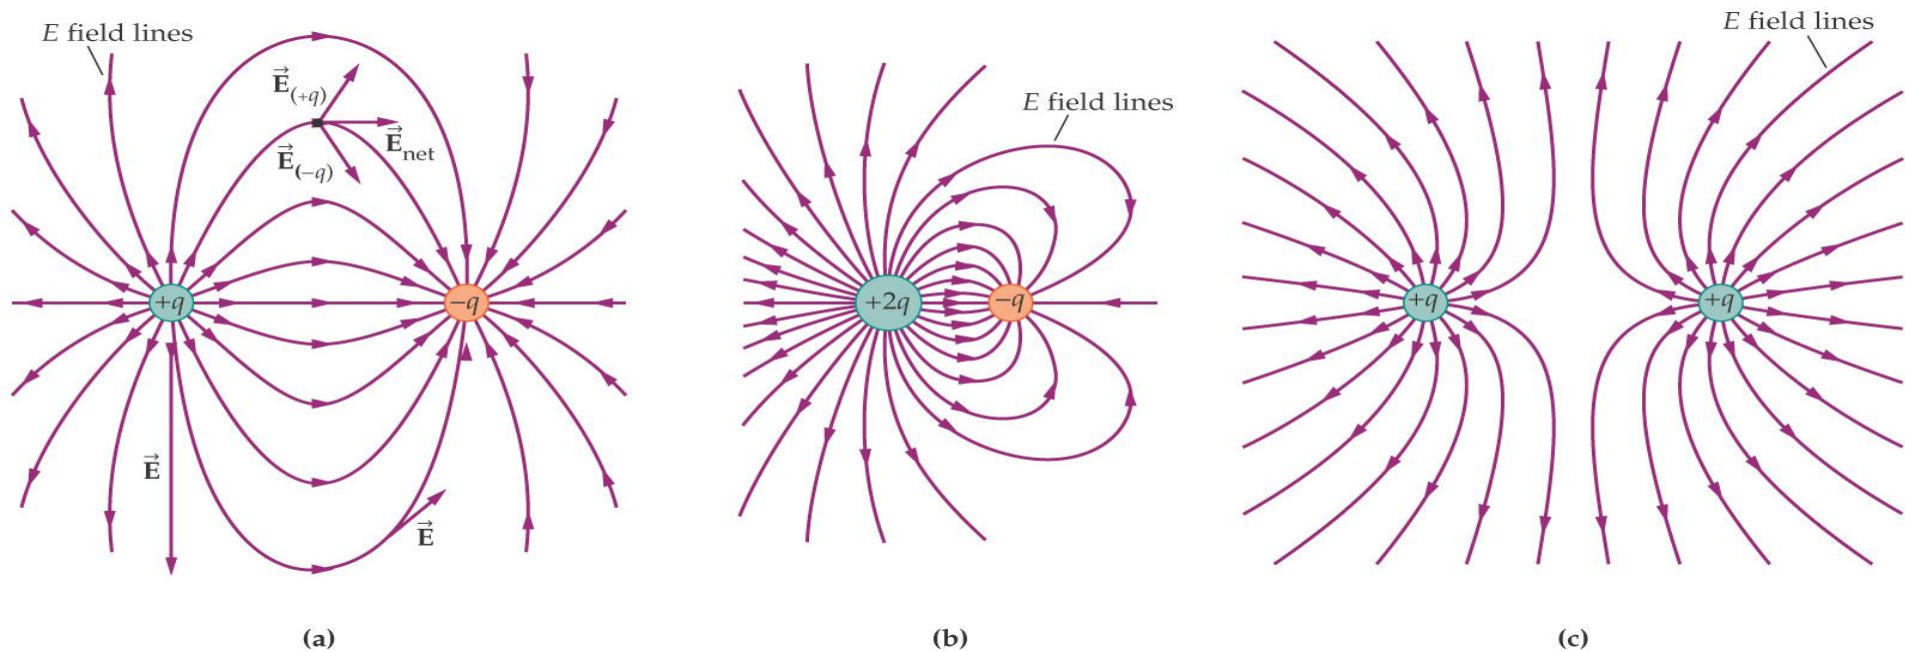 E field lines
E⃗(+q)
E⃗net
E⃗(−q)
+q
−q
E⃗
E⃗
(a)
E field lines
+2q
−q
(b)
E field lines
+q
+q
(c)